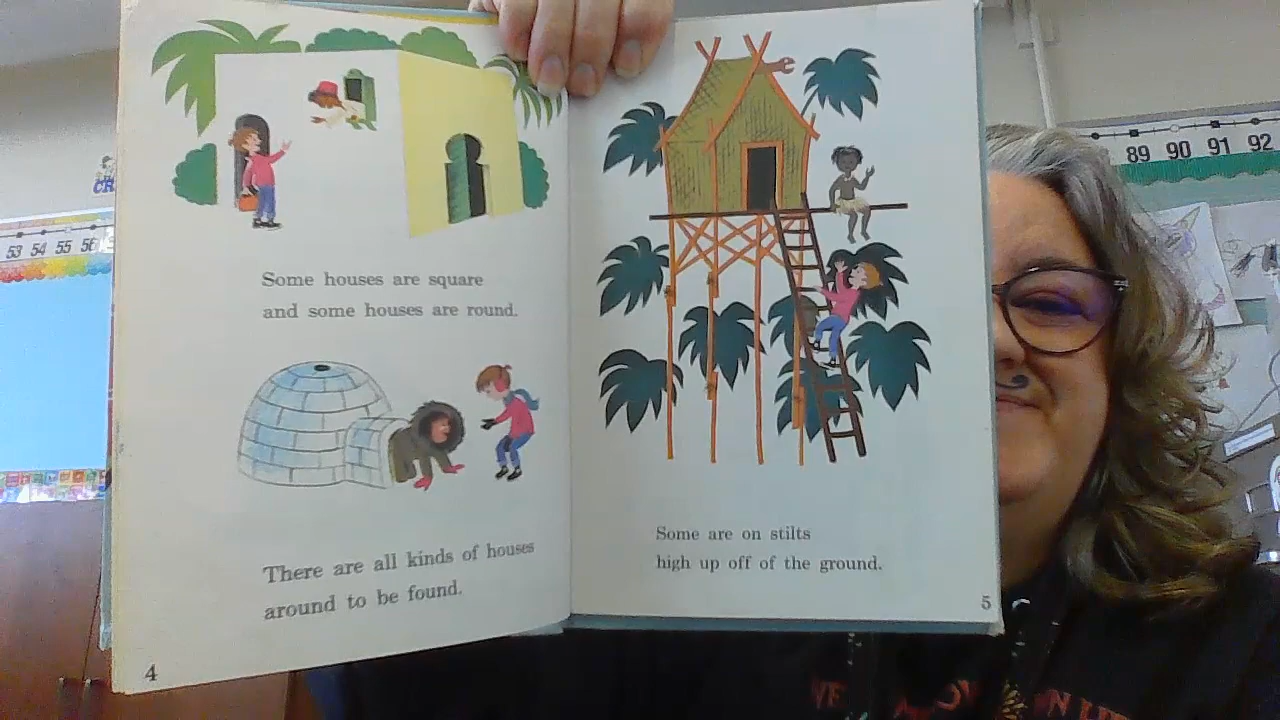 Some houses are square
and some houses are round.
There are all kinds of houses
around to be found.
4
Some are on stilts
high up off of the ground.
5
53 54 55 56
89 90 91 92